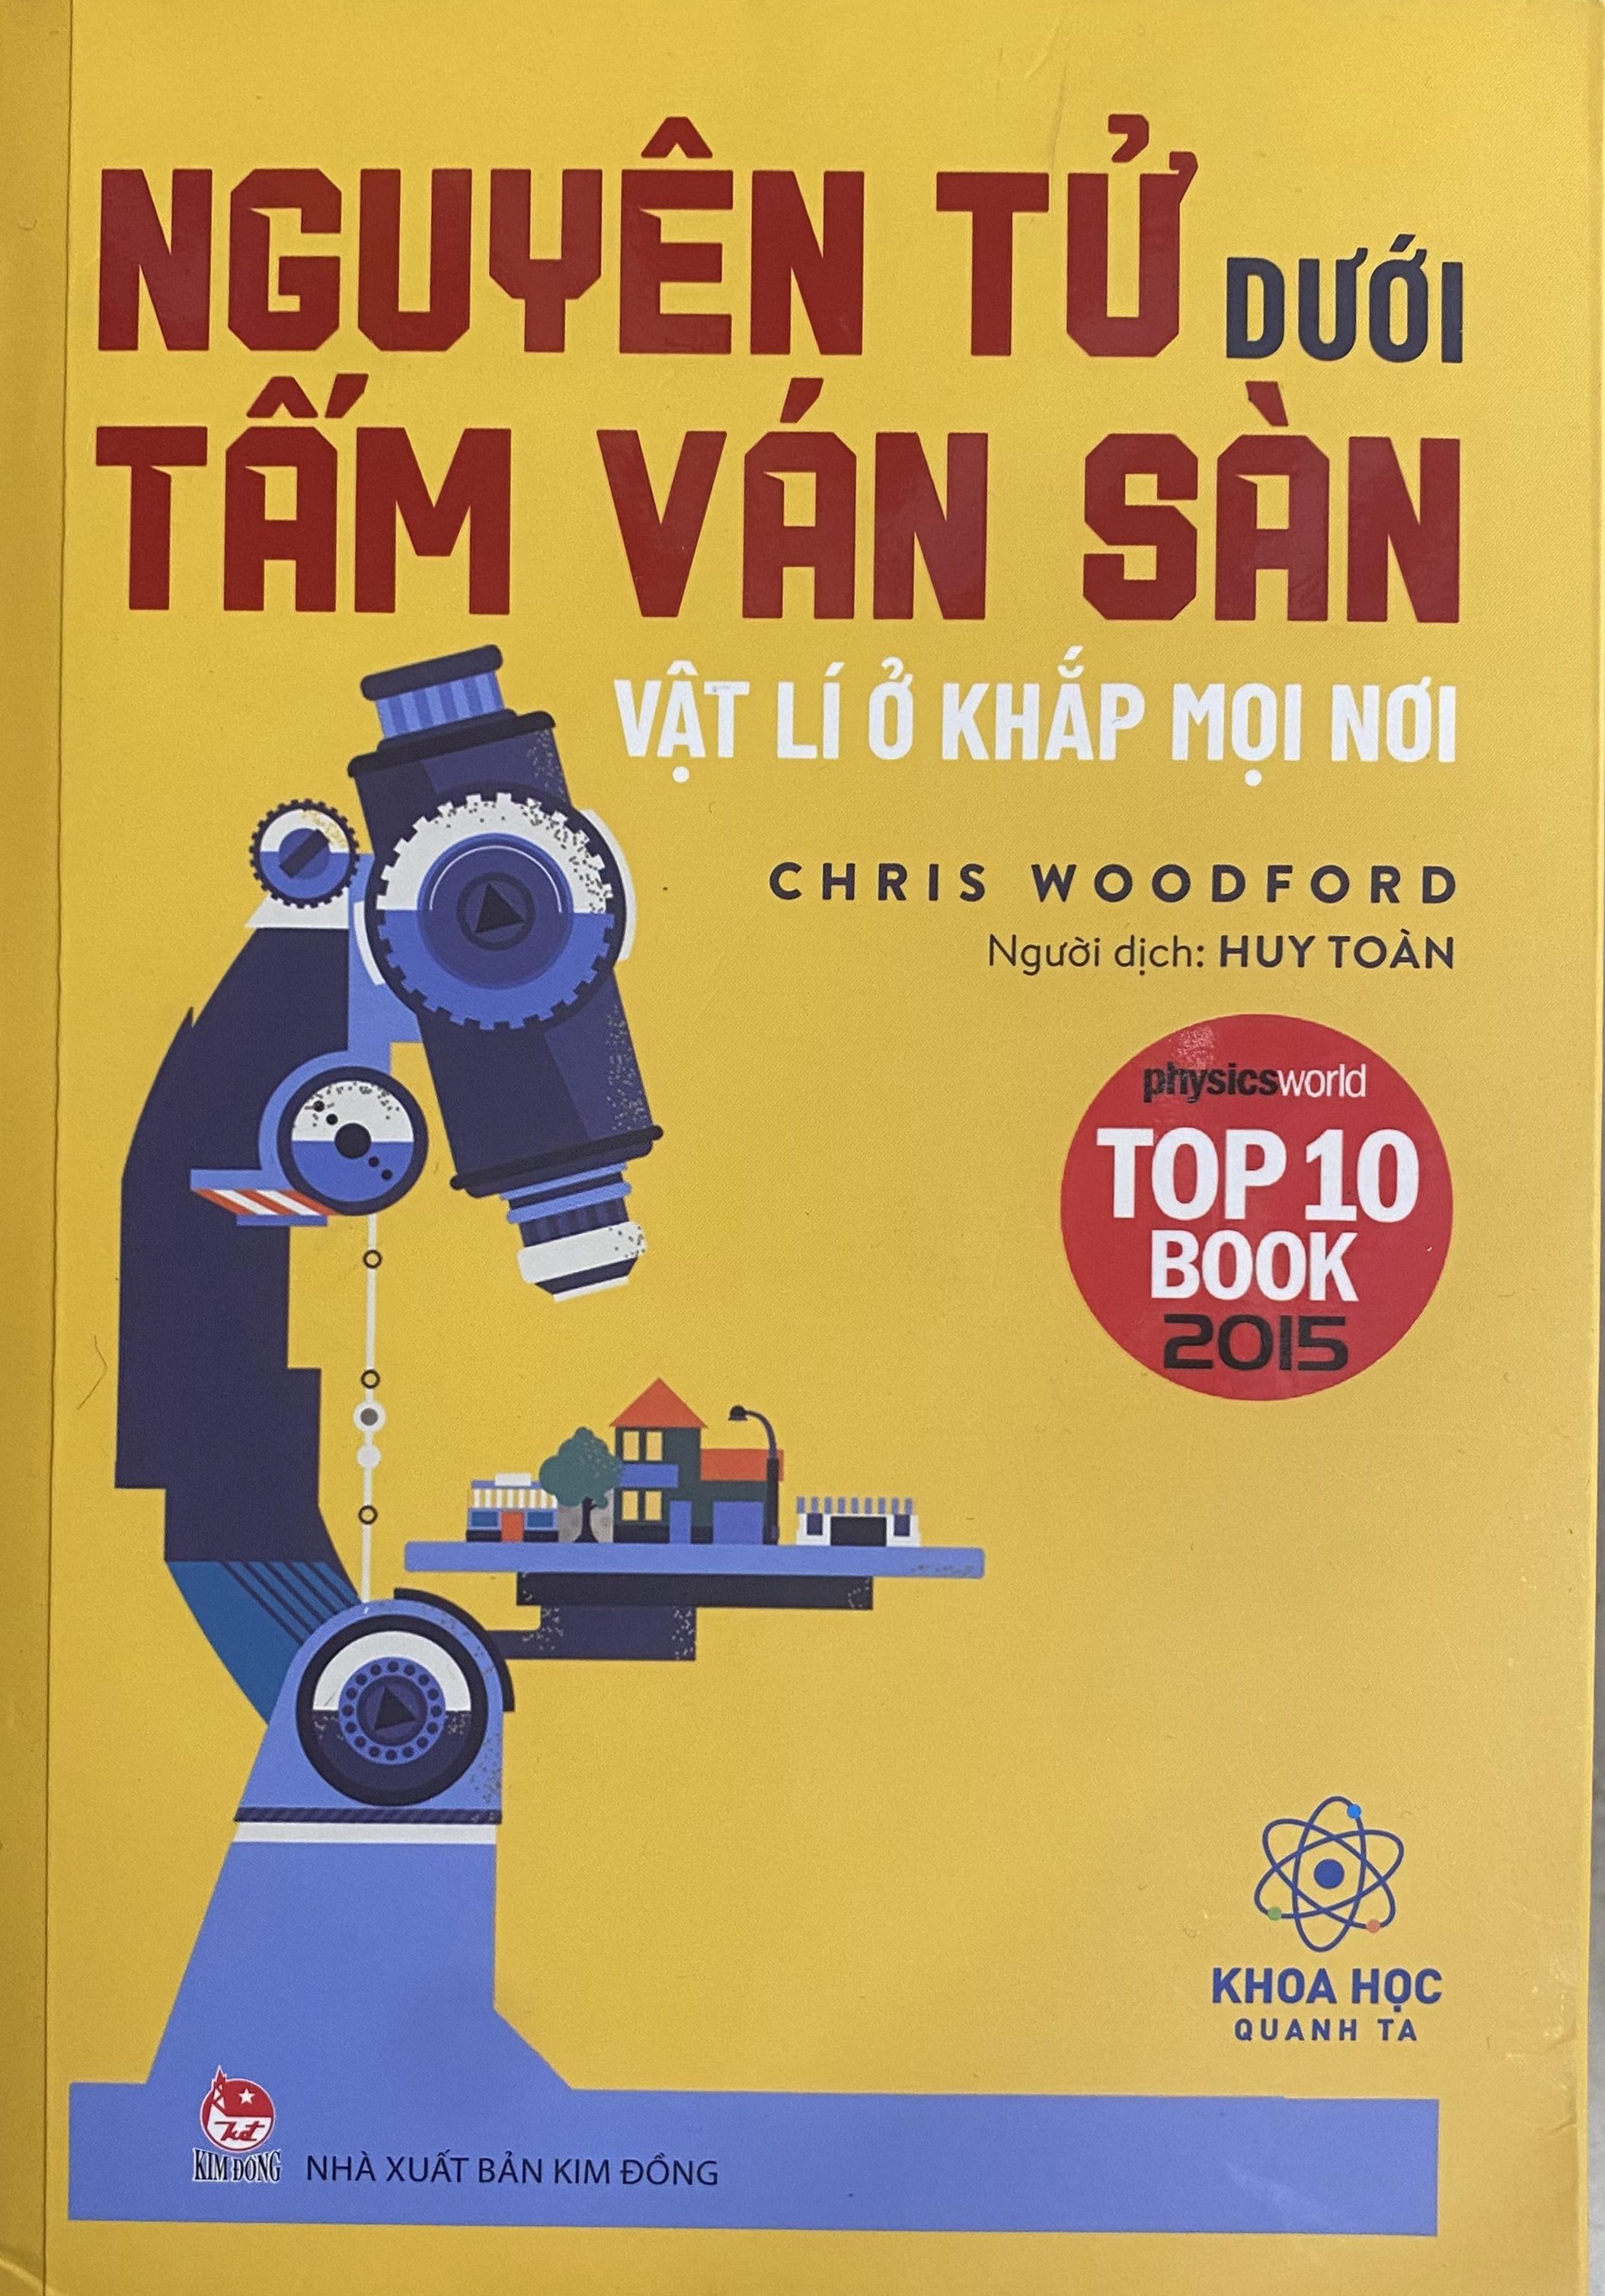 NGUYÊN TỬ DƯỚI
TẤM VÁN SÀN
VẬT LÍ Ở KHẮP MỌI NƠI
CHRIS WOODFORD
Người dịch: HUY TOÀN
physicsworld
TOP 10
BOOK
2015
KHOA HỌC
QUANH TA
KIM ĐỒNG
NHÀ XUẤT BẢN KIM ĐỒNG